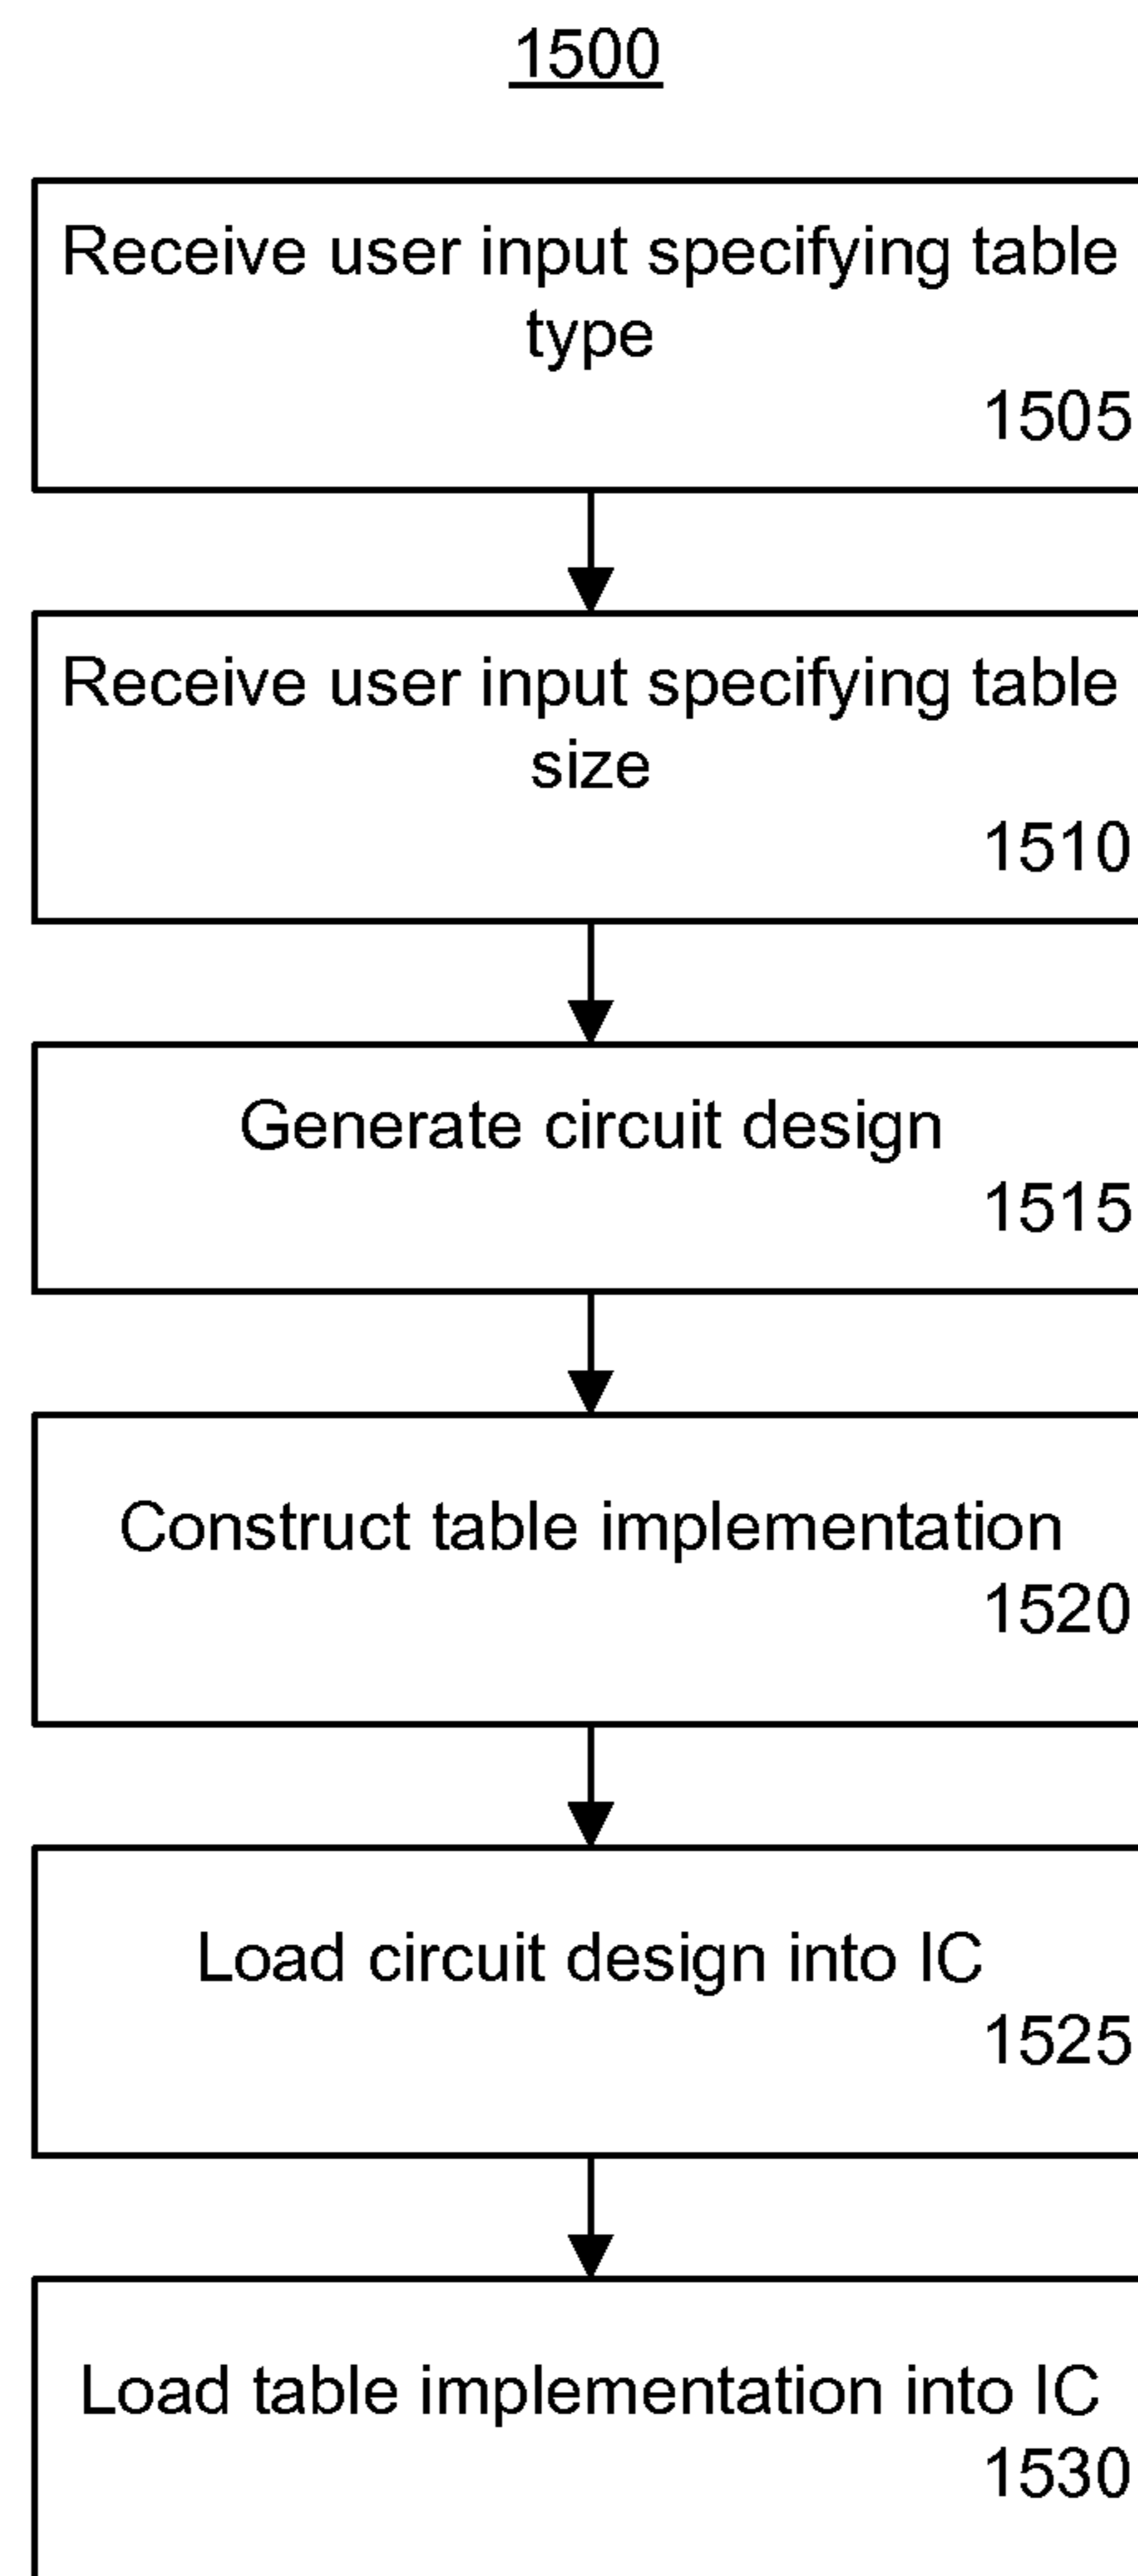 1500
Receive user input specifying table
type
1505
Receive user input specifying table
size
1510
Generate circuit design
1515
Construct table implementation
1520
Load circuit design into IC
1525
Load table implementation into IC
1530